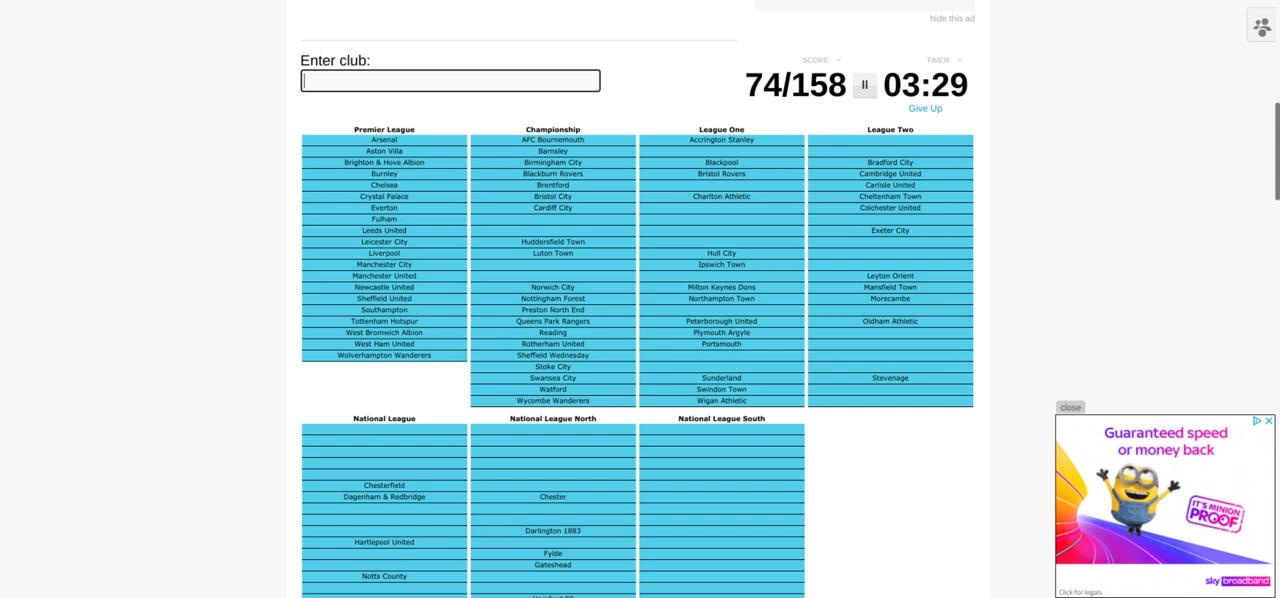 hide this ad
Enter club:
SCORE
TIMER
74/158
03:29
Give Up
Premier League
Arsenal
Aston Villa
Brighton & Hove Albion
Burnley
Chelsea
Crystal Palace
Everton
Fulham
Leeds United
Leicester City
Liverpool
Manchester City
Manchester United
Newcastle United
Sheffield United
Southampton
Tottenham Hotspur
West Bromwich Albion
West Ham United
Wolverhampton Wanderers
Championship
AFC Bournemouth
Barnsley
Birmingham City
Blackburn Rovers
Brentford
Bristol City
Cardiff City
Huddersfield Town
Luton Town
Norwich City
Nottingham Forest
Preston North End
Queens Park Rangers
Reading
Rotherham United
Sheffield Wednesday
Stoke City
Swansea City
Watford
Wycombe Wanderers
League One
Accrington Stanley
Blackpool
Bristol Rovers
Charlton Athletic
Hull City
Ipswich Town
Milton Keynes Dons
Northampton Town
Peterborough United
Plymouth Argyle
Portsmouth
Sunderland
Swindon Town
Wigan Athletic
League Two
Bradford City
Cambridge United
Carlisle United
Cheltenham Town
Colchester United
Exeter City
Leyton Orient
Mansfield Town
Morecambe
Oldham Athletic
Stevenage
National League
Chesterfield
Dagenham & Redbridge
Hartlepool United
Notts County
National League North
Chester
Darlington 1883
Fylde
Gateshead
National League South
close
Guaranteed speed
or money back
IT'S MINION
PROOF
sky broadband
Click for legals